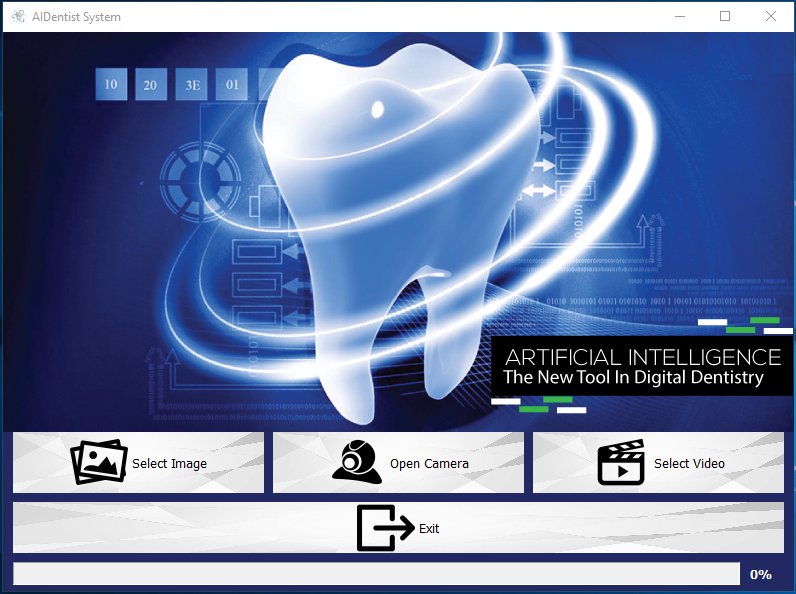 AIDentist System
10 20 3E 01
ARTIFICIAL INTELLIGENCE
The New Tool In Digital Dentistry
Select Image
Open Camera
Select Video
Exit
0%